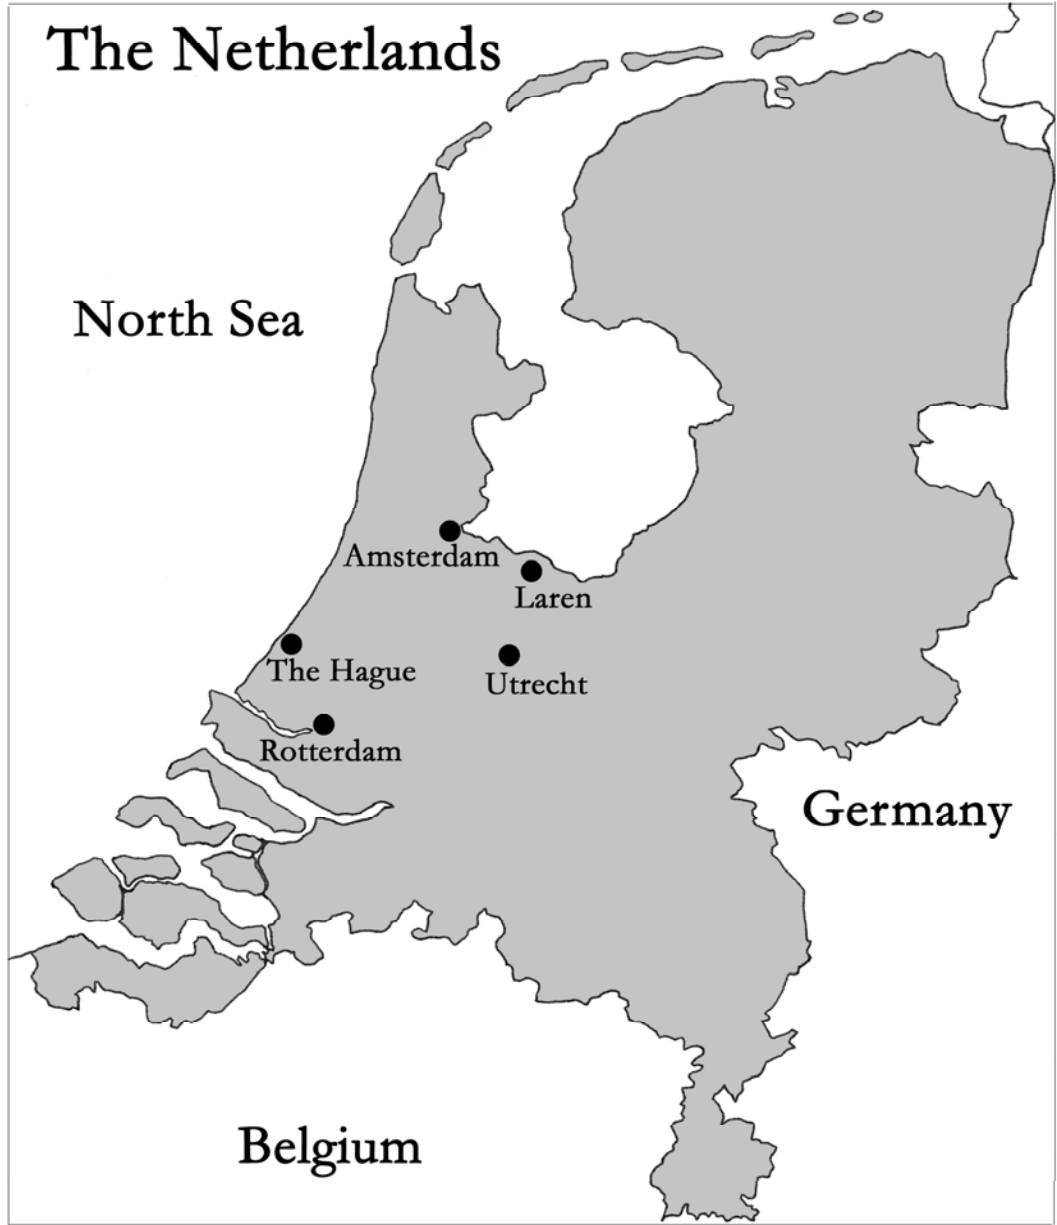 The Netherlands
North Sea
Amsterdam
Laren
The Hague
Utrecht
Rotterdam
Germany
Belgium